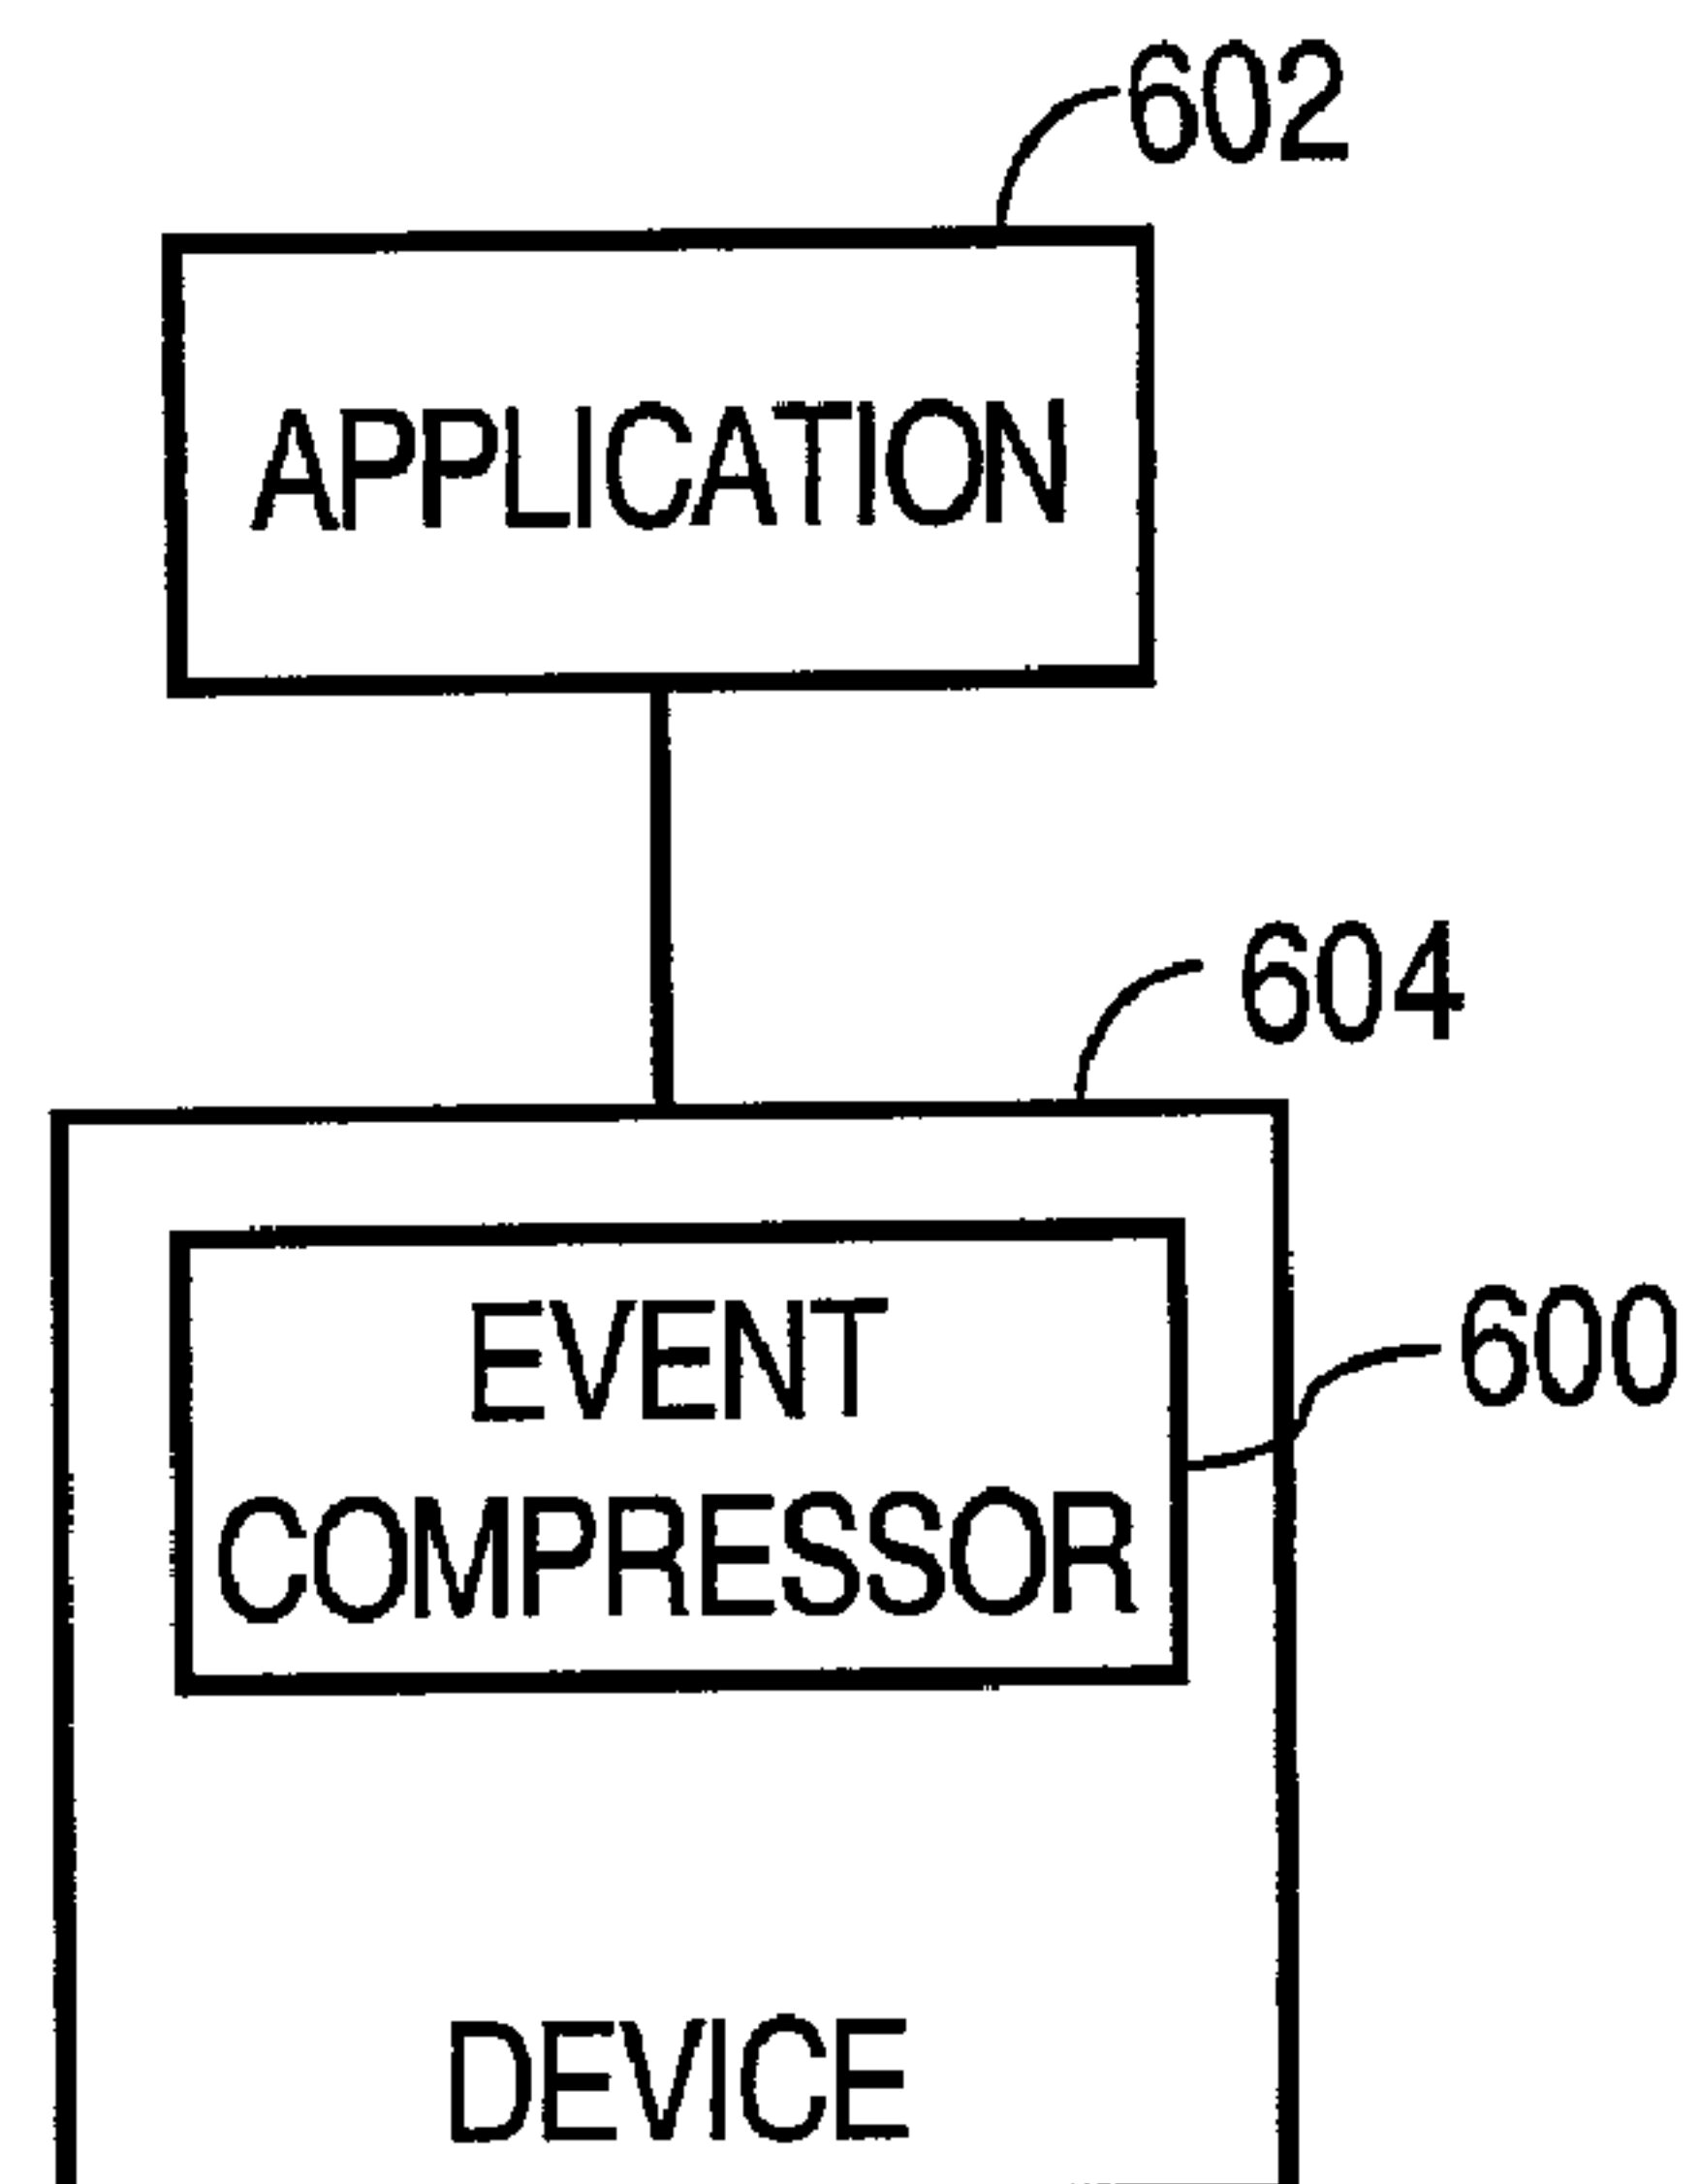 602
APPLICATION
604
600
EVENT
COMPRESSOR
DEVICE